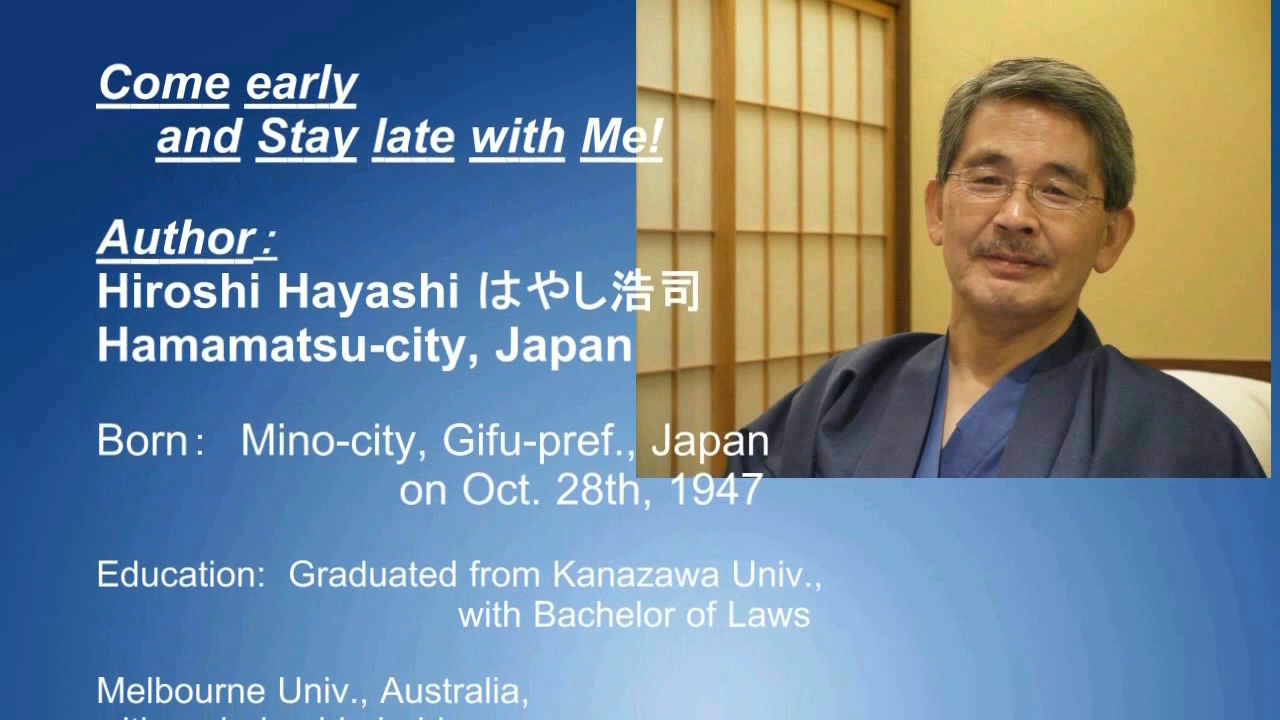 Come early
and Stay late with Me!
Author：
Hiroshi Hayashi はやし浩司
Hamamatsu-city, Japan
Born： Mino-city, Gifu-pref., Japan
on Oct. 28th, 1947
Education: Graduated from Kanazawa Univ.,
with Bachelor of Laws
Melbourne Univ., Australia,